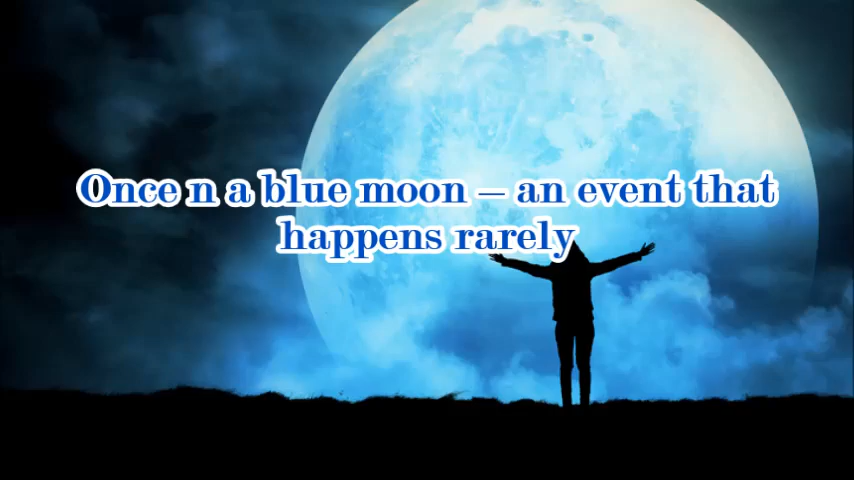 Once n a blue moon – an event that
happens rarely